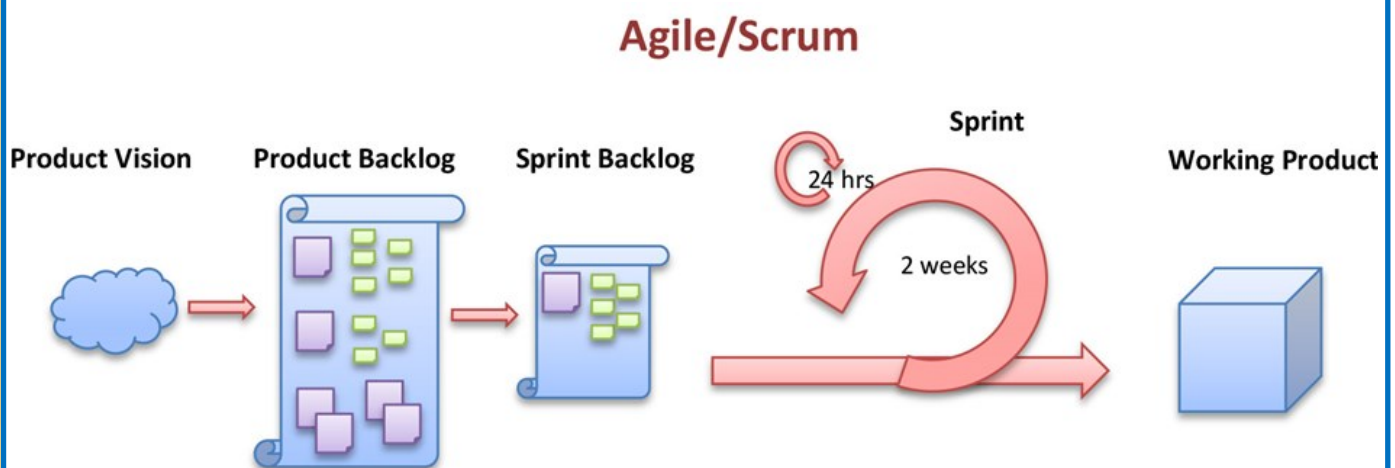 Agile/Scrum
Product Vision
Product Backlog
Sprint Backlog
Sprint
24 hrs
2 weeks
Working Product